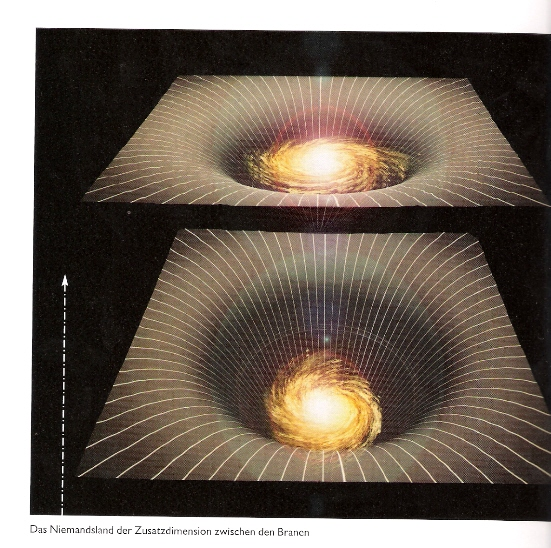 Das Niemandsland der Zusatzdimension zwischen den Branen